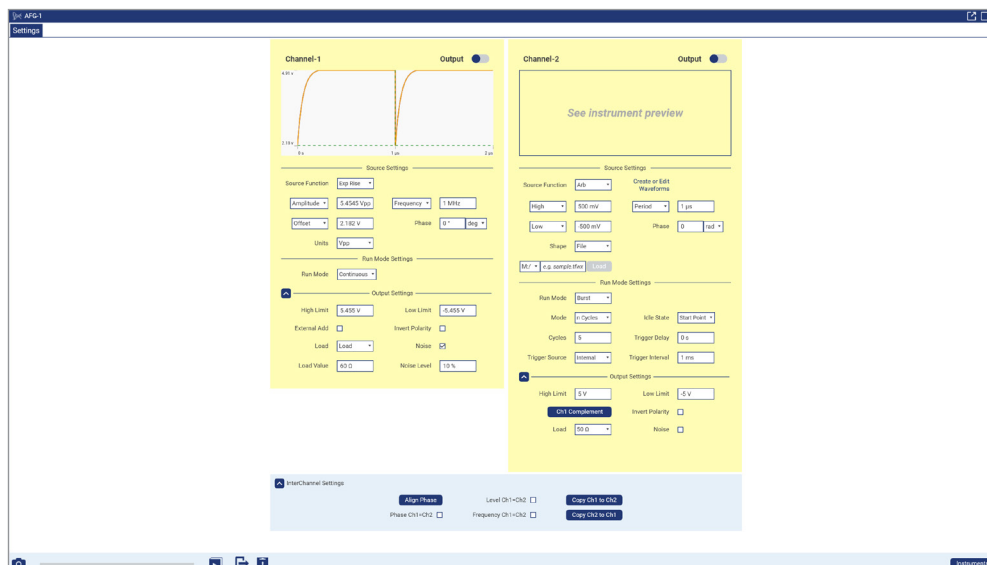 AFG-1
Settings
Channel-1 Output
4.90 v
2.18 v
0 s 1 µs 2 µs
Source Settings
Source Function Exp Rise
Amplitude 5.4545 Vpp Frequency 1 MHz
Offset 2.182 V Phase 0 ° deg
Units Vpp
Run Mode Settings
Run Mode Continuous
Output Settings
High Limit 5.455 V Low Limit -5.455 V
External Add Invert Polarity
Load Load Noise
Load Value 60 Ω Noise Level 10 %
Channel-2 Output
See instrument preview
Source Settings
Source Function Arb Create or Edit
Waveforms
High 500 mV Period 1 µs
Low -500 mV Phase 0 rad
Shape File
M:/ e.g. sample.tfwx Load
Run Mode Settings
Run Mode Burst
Mode n Cycles Idle State Start Point
Cycles 5 Trigger Delay 0 s
Trigger Source Internal Trigger Interval 1 ms
Output Settings
High Limit 5 V Low Limit -5 V
Ch1 Complement Invert Polarity
Load 50 Ω Noise
InterChannel Settings
Align Phase Level Ch1=Ch2 Copy Ch1 to Ch2
Phase Ch1=Ch2 Frequency Ch1=Ch2 Copy Ch2 to Ch1